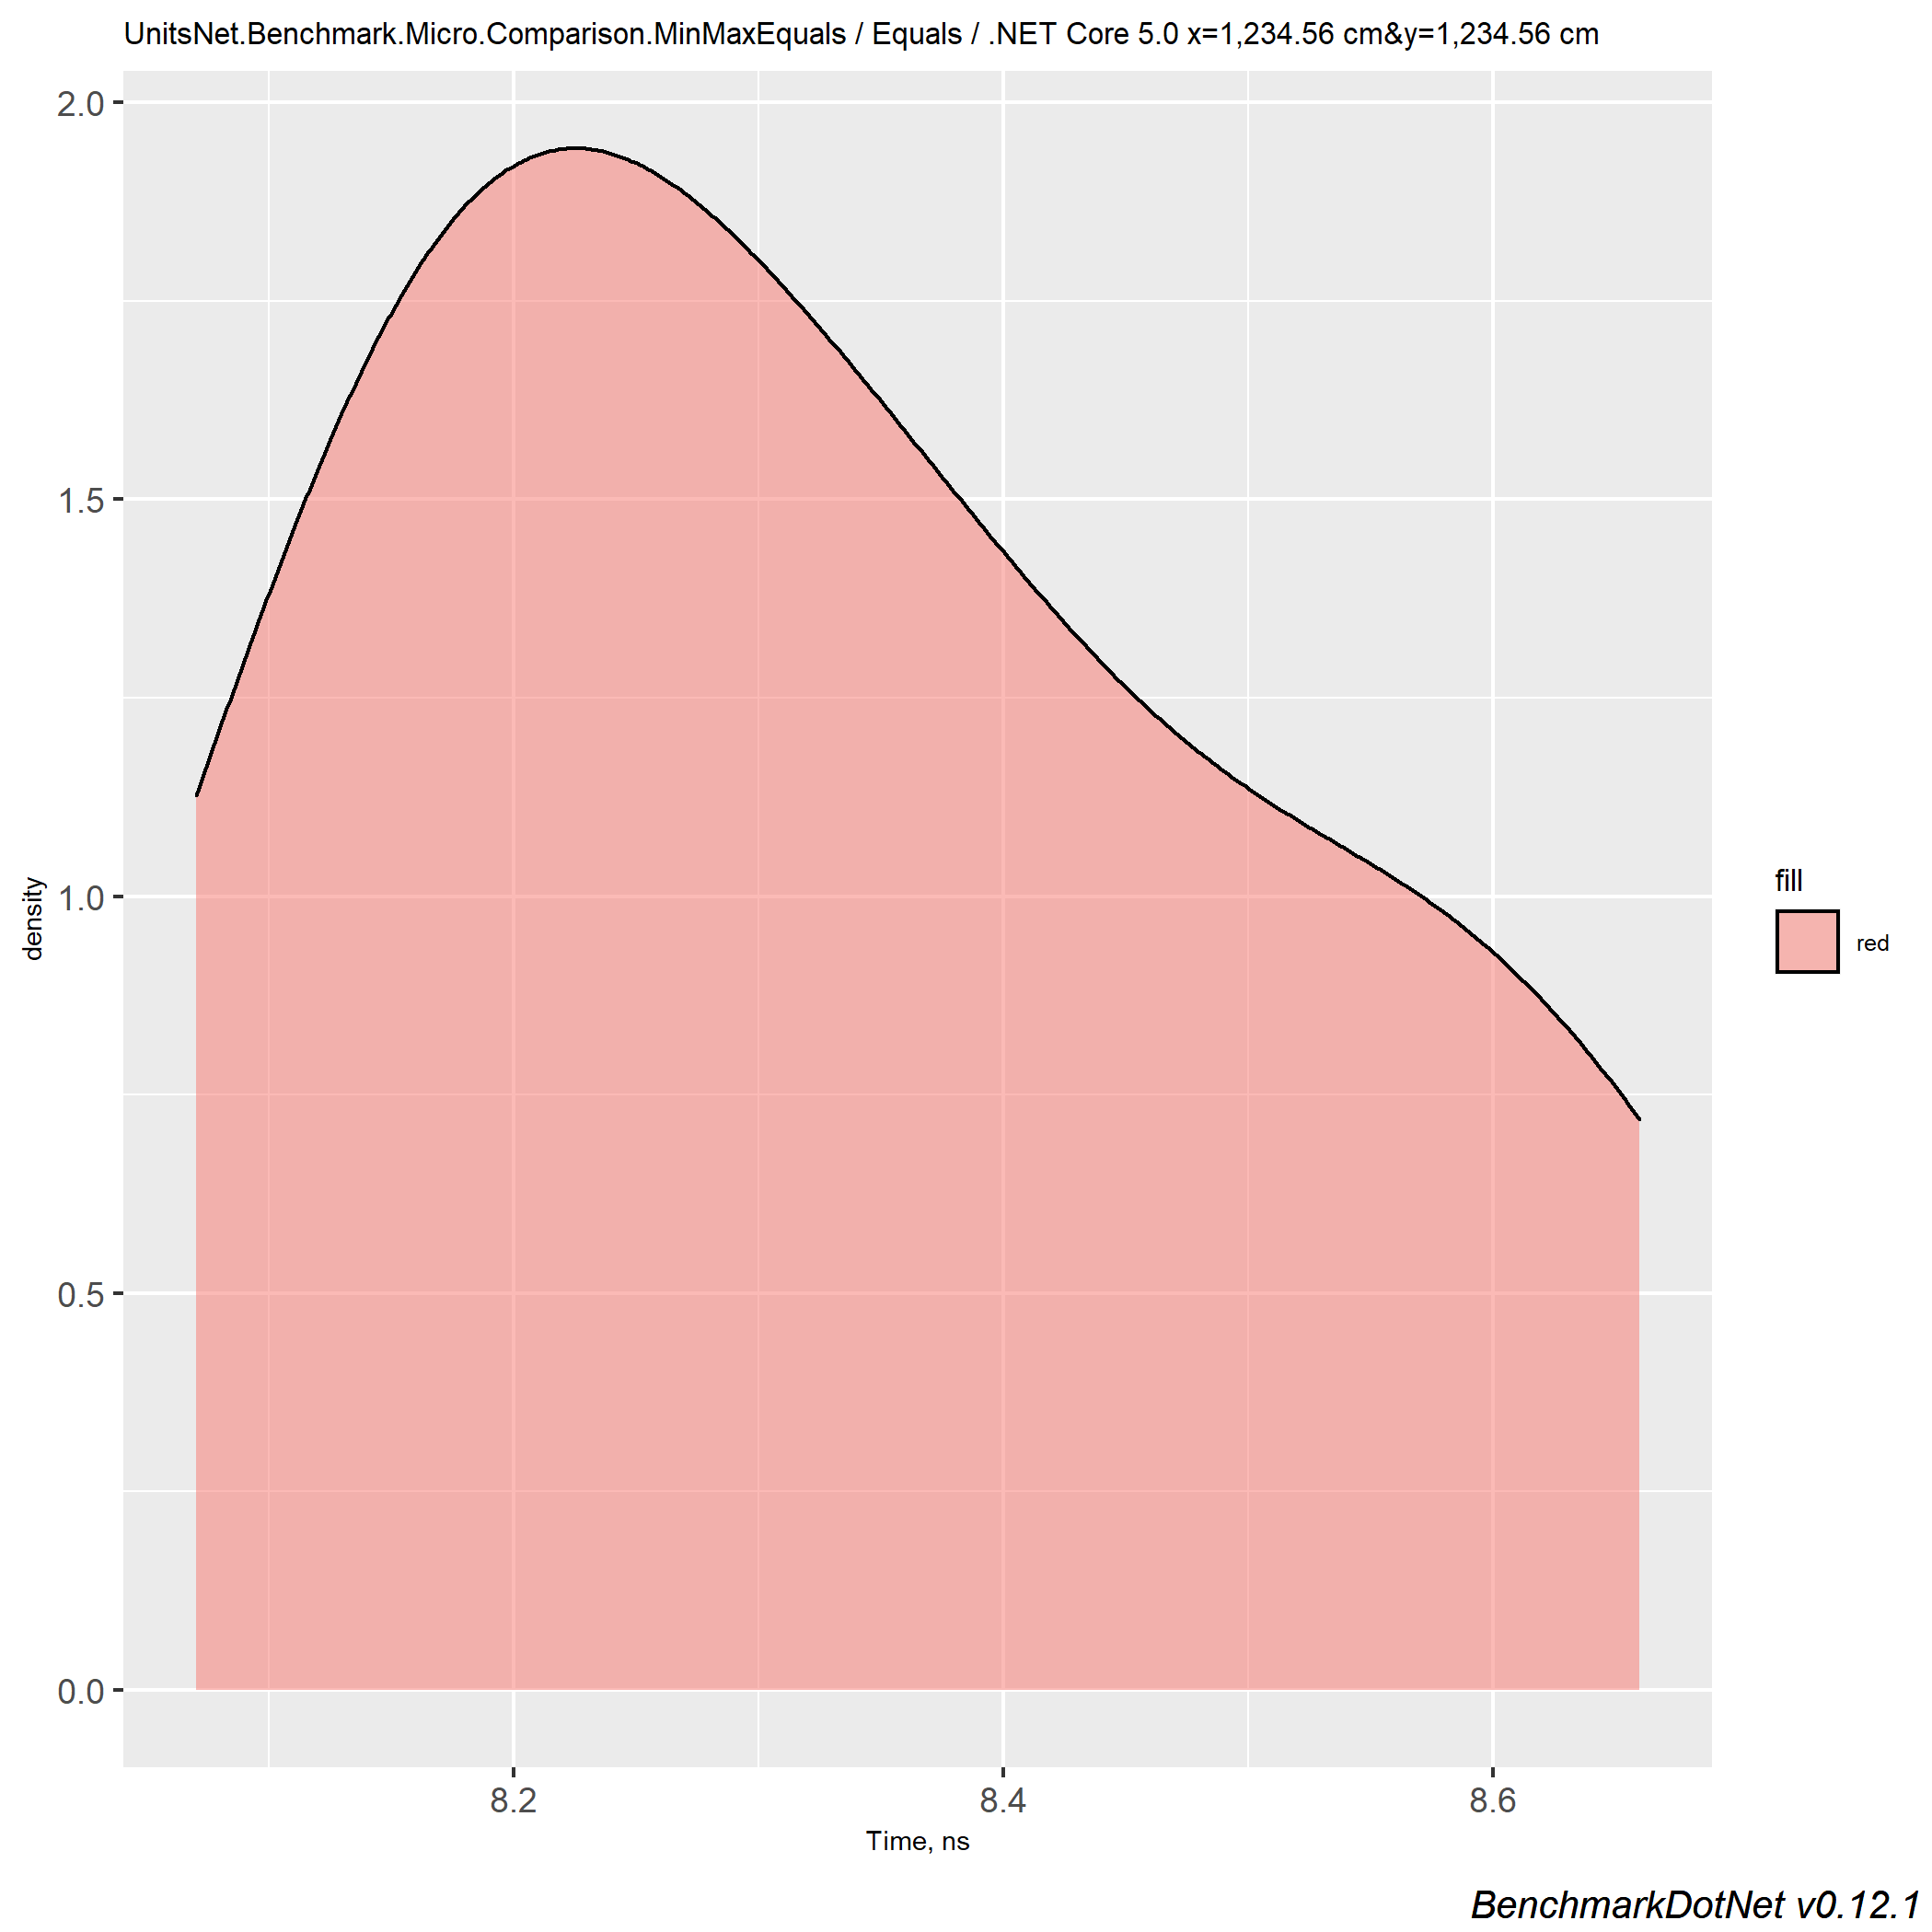 UnitsNet.Benchmark.Micro.Comparison.MinMaxEquals / Equals / .NET Core 5.0 x=1,234.56 cm&y=1,234.56 cm
2.0
1.5
1.0
0.5
0.0
density
8.2 8.4 8.6
Time, ns
fill
red
BenchmarkDotNet v0.12.1